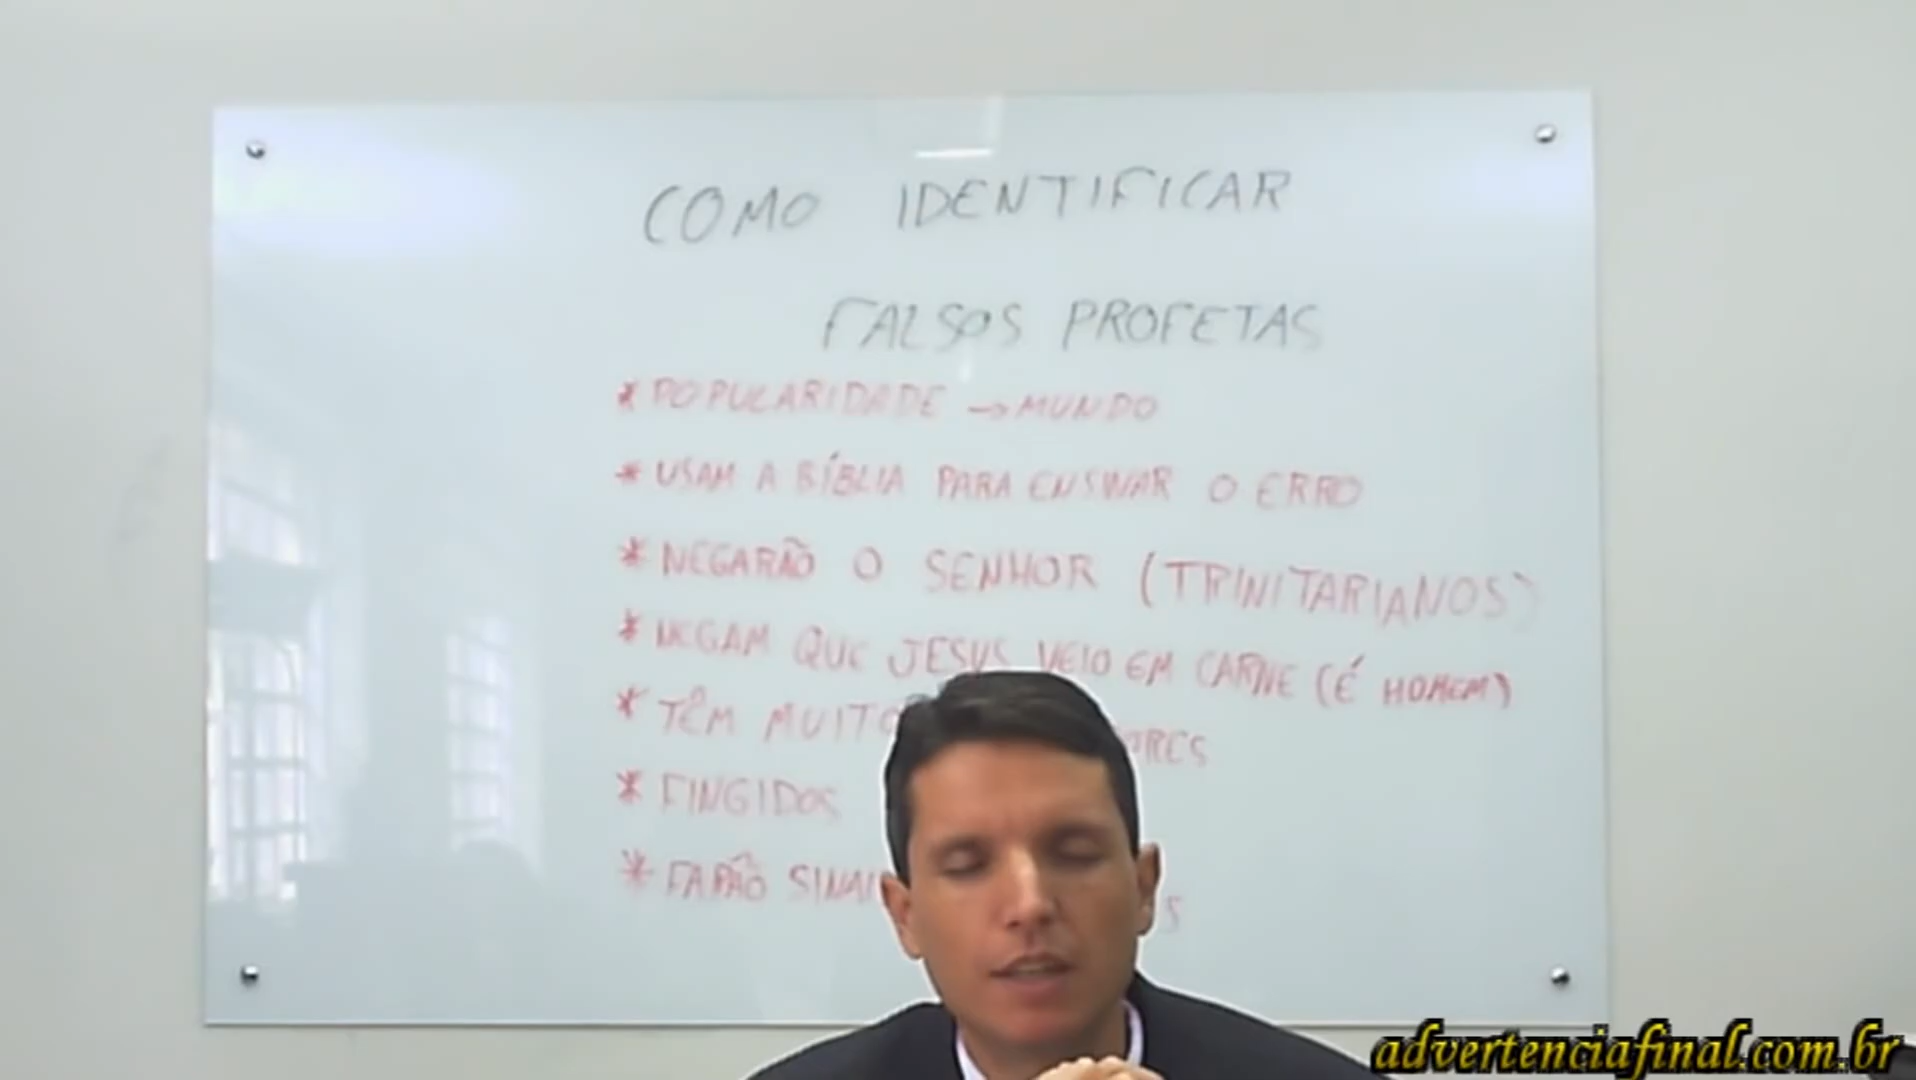 COMO IDENTIFICAR
FALSOS PROFETAS
* POPULARIDADE → MUNDO
* USAM A BÍBLIA PARA ENSINAR O ERRO
* NEGARÃO O SENHOR (TRINITARIANOS)
* NEGAM QUE JESUS VEIO EM CARNE (É HOMEM)
* TÊM
* FINGIDOS
* FARÃO
advertenciafinal.com.br